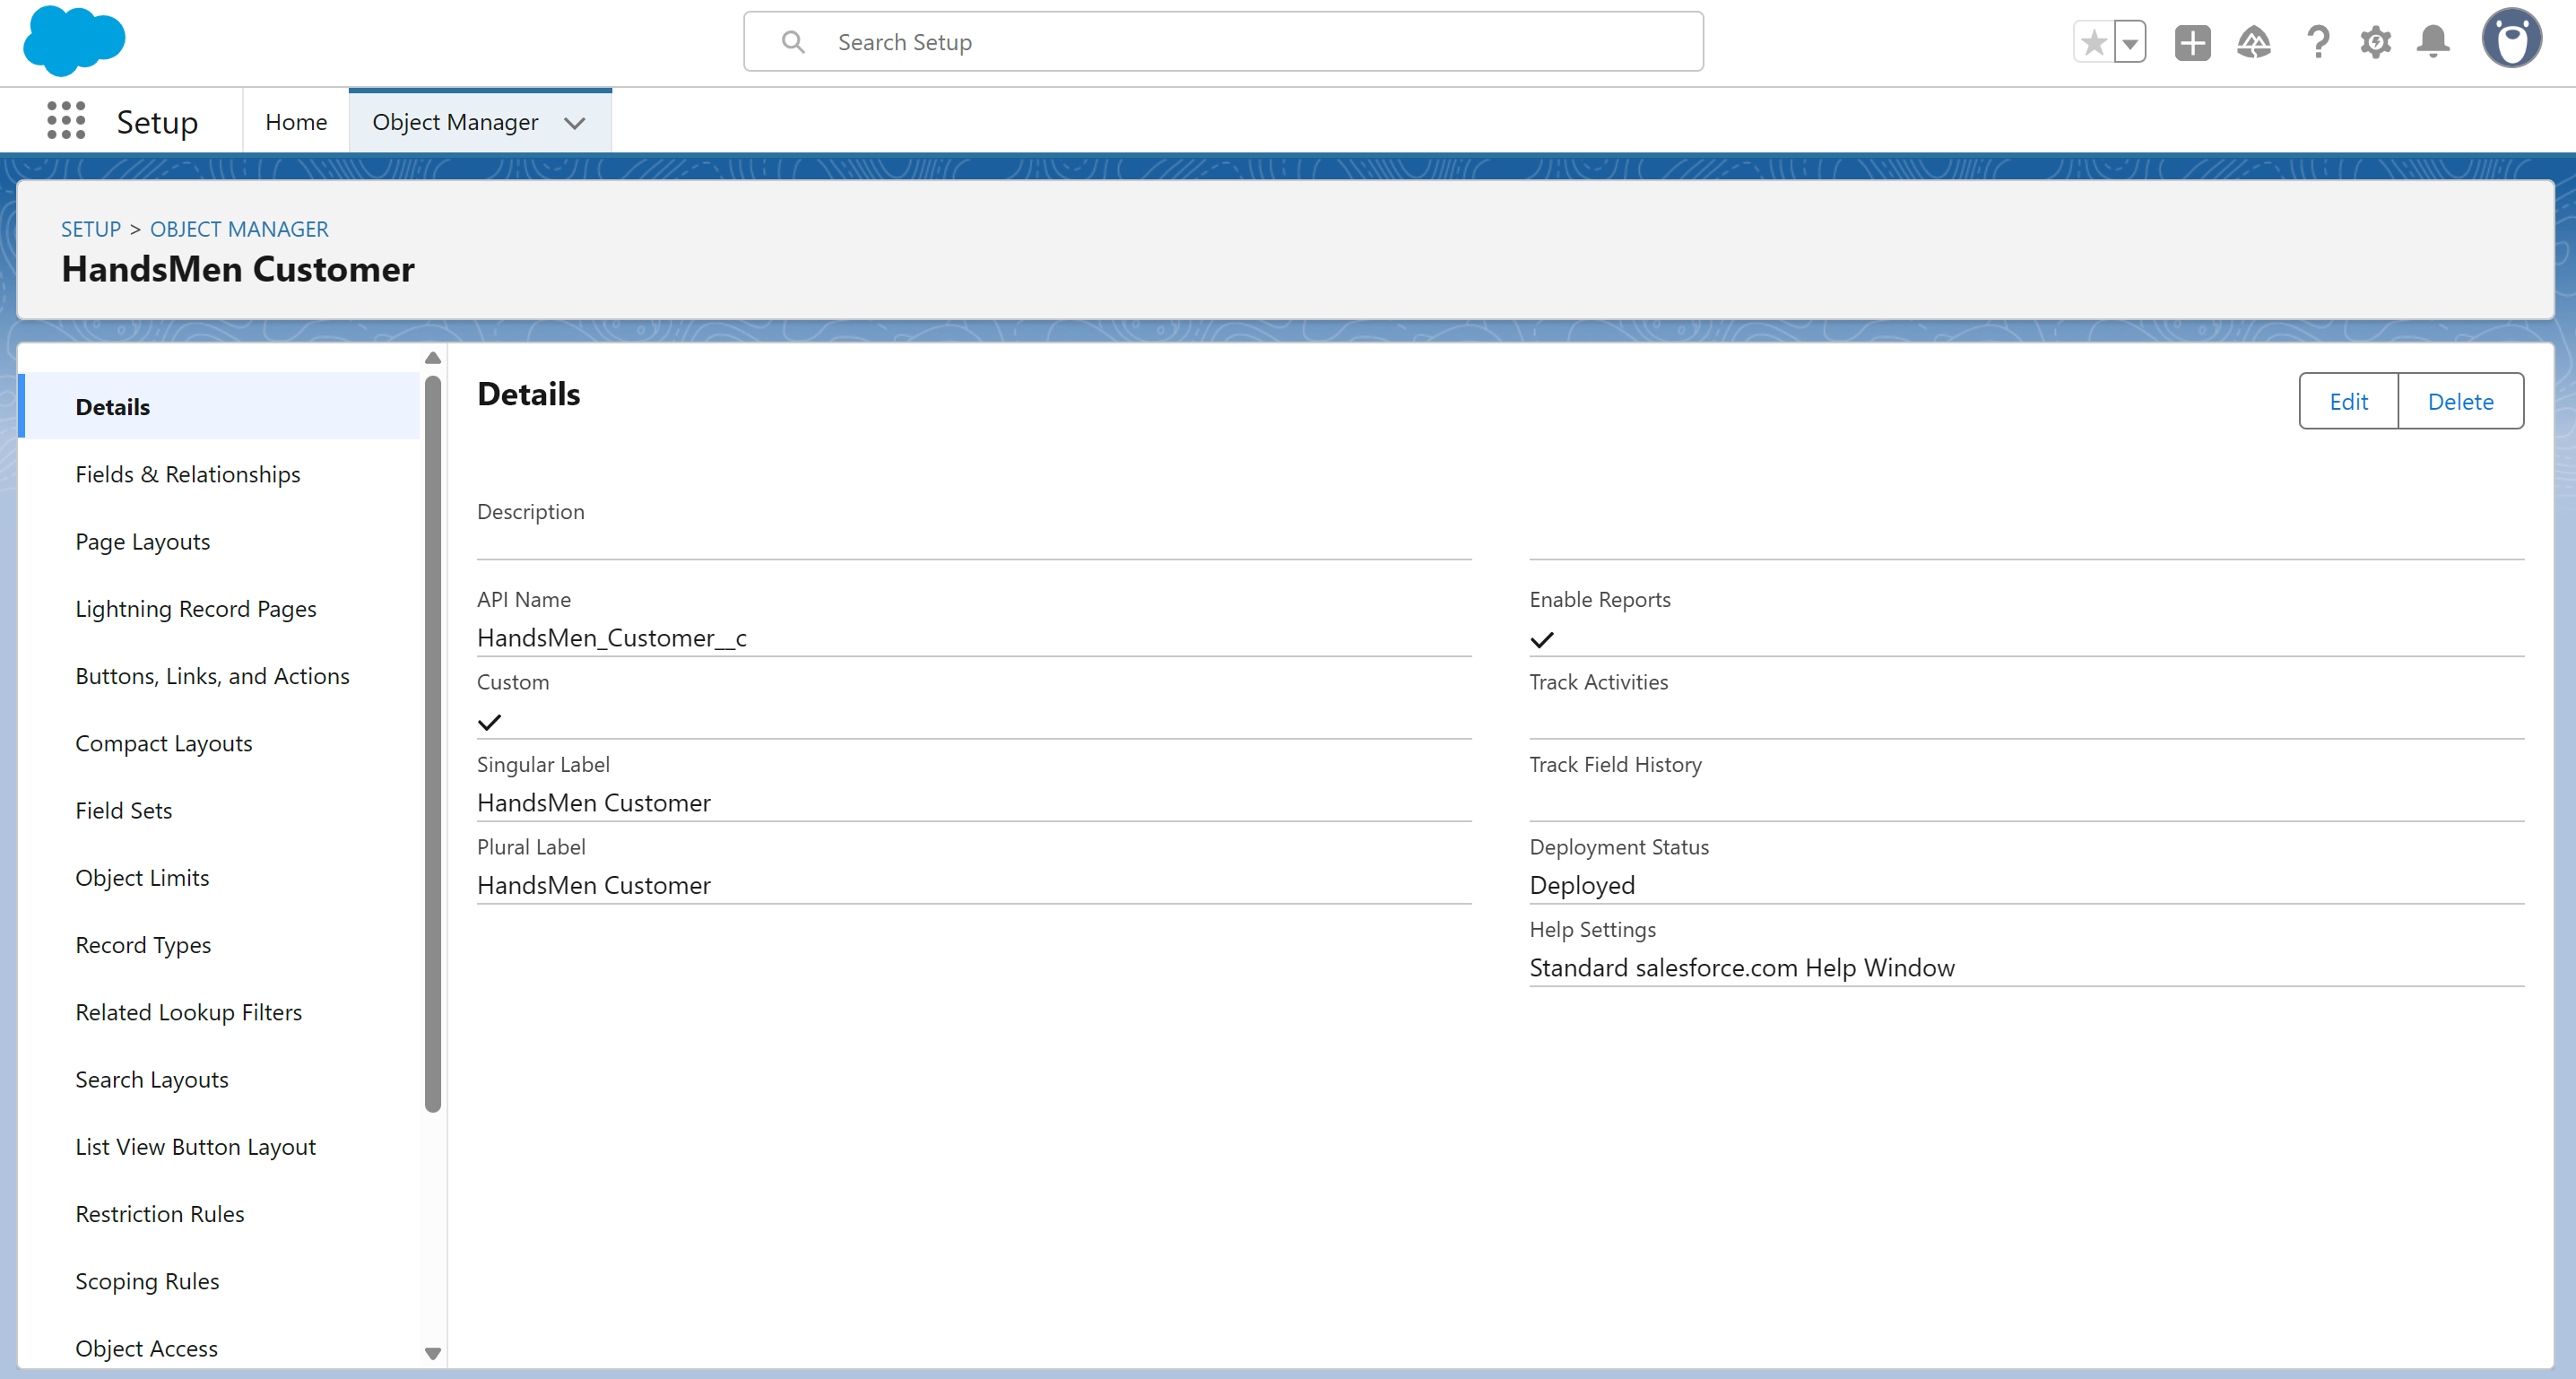 Search Setup
Setup
Home
Object Manager
SETUP > OBJECT MANAGER
HandsMen Customer
Details
Fields & Relationships
Page Layouts
Lightning Record Pages
Buttons, Links, and Actions
Compact Layouts
Field Sets
Object Limits
Record Types
Related Lookup Filters
Search Layouts
List View Button Layout
Restriction Rules
Scoping Rules
Object Access
Details
Edit
Delete
Description
API Name
HandsMen_Customer__c
Custom
Singular Label
HandsMen Customer
Plural Label
HandsMen Customer
Enable Reports
Track Activities
Track Field History
Deployment Status
Deployed
Help Settings
Standard salesforce.com Help Window